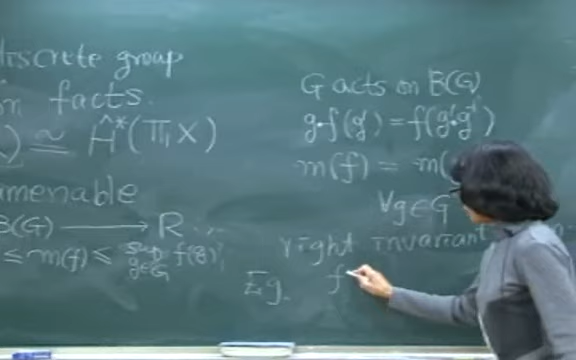 discrete group
facts.
) ≃ Ĥ*(π₁X)
amenable
B(G) ⟶ R
≤ m(f) ≤ sup g∈G f(g)
G acts on B(G)
g·f(g') = f(g'·g⁻¹)
m(f) = m(
∀g∈G
right invariant
Eg. f